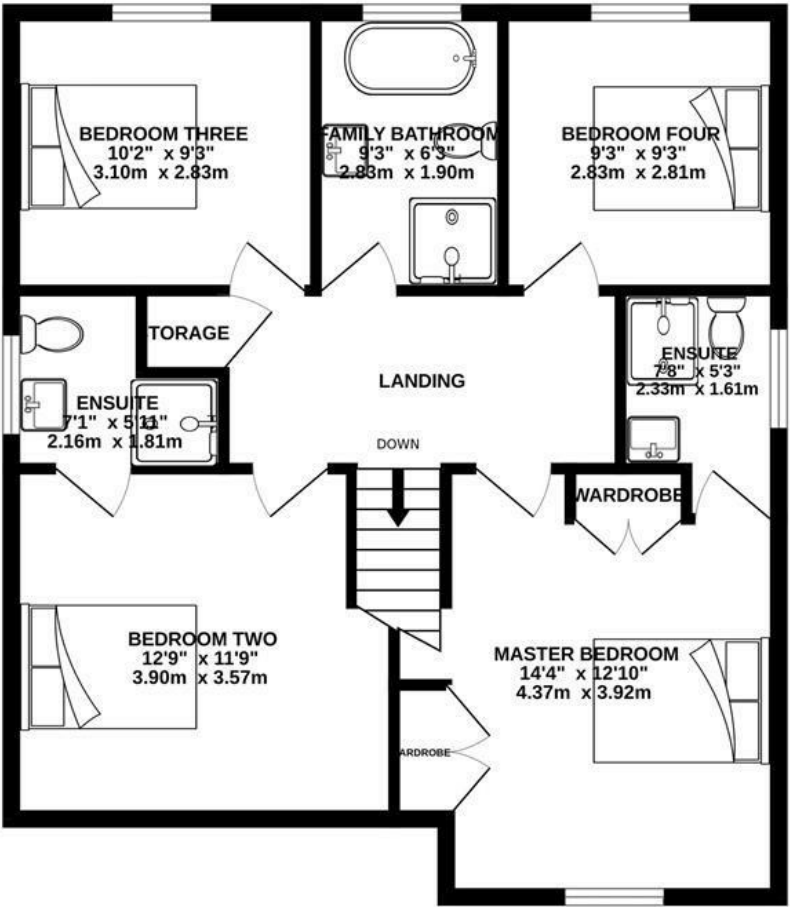 BEDROOM THREE
10'2" x 9'3"
3.10m x 2.83m
FAMILY BATHROOM
9'3" x 6'3"
2.83m x 1.90m
BEDROOM FOUR
9'3" x 9'3"
2.83m x 2.81m
TORAGE
LANDING
DOWN
ENSUITE
7'1" x 5'11"
2.16m x 1.81m
ENSUITE
7'8" x 5'3"
2.33m x 1.61m
WARDROBE
BEDROOM TWO
12'9" x 11'9"
3.90m x 3.57m
MASTER BEDROOM
14'4" x 12'10"
4.37m x 3.92m
ARDROBE